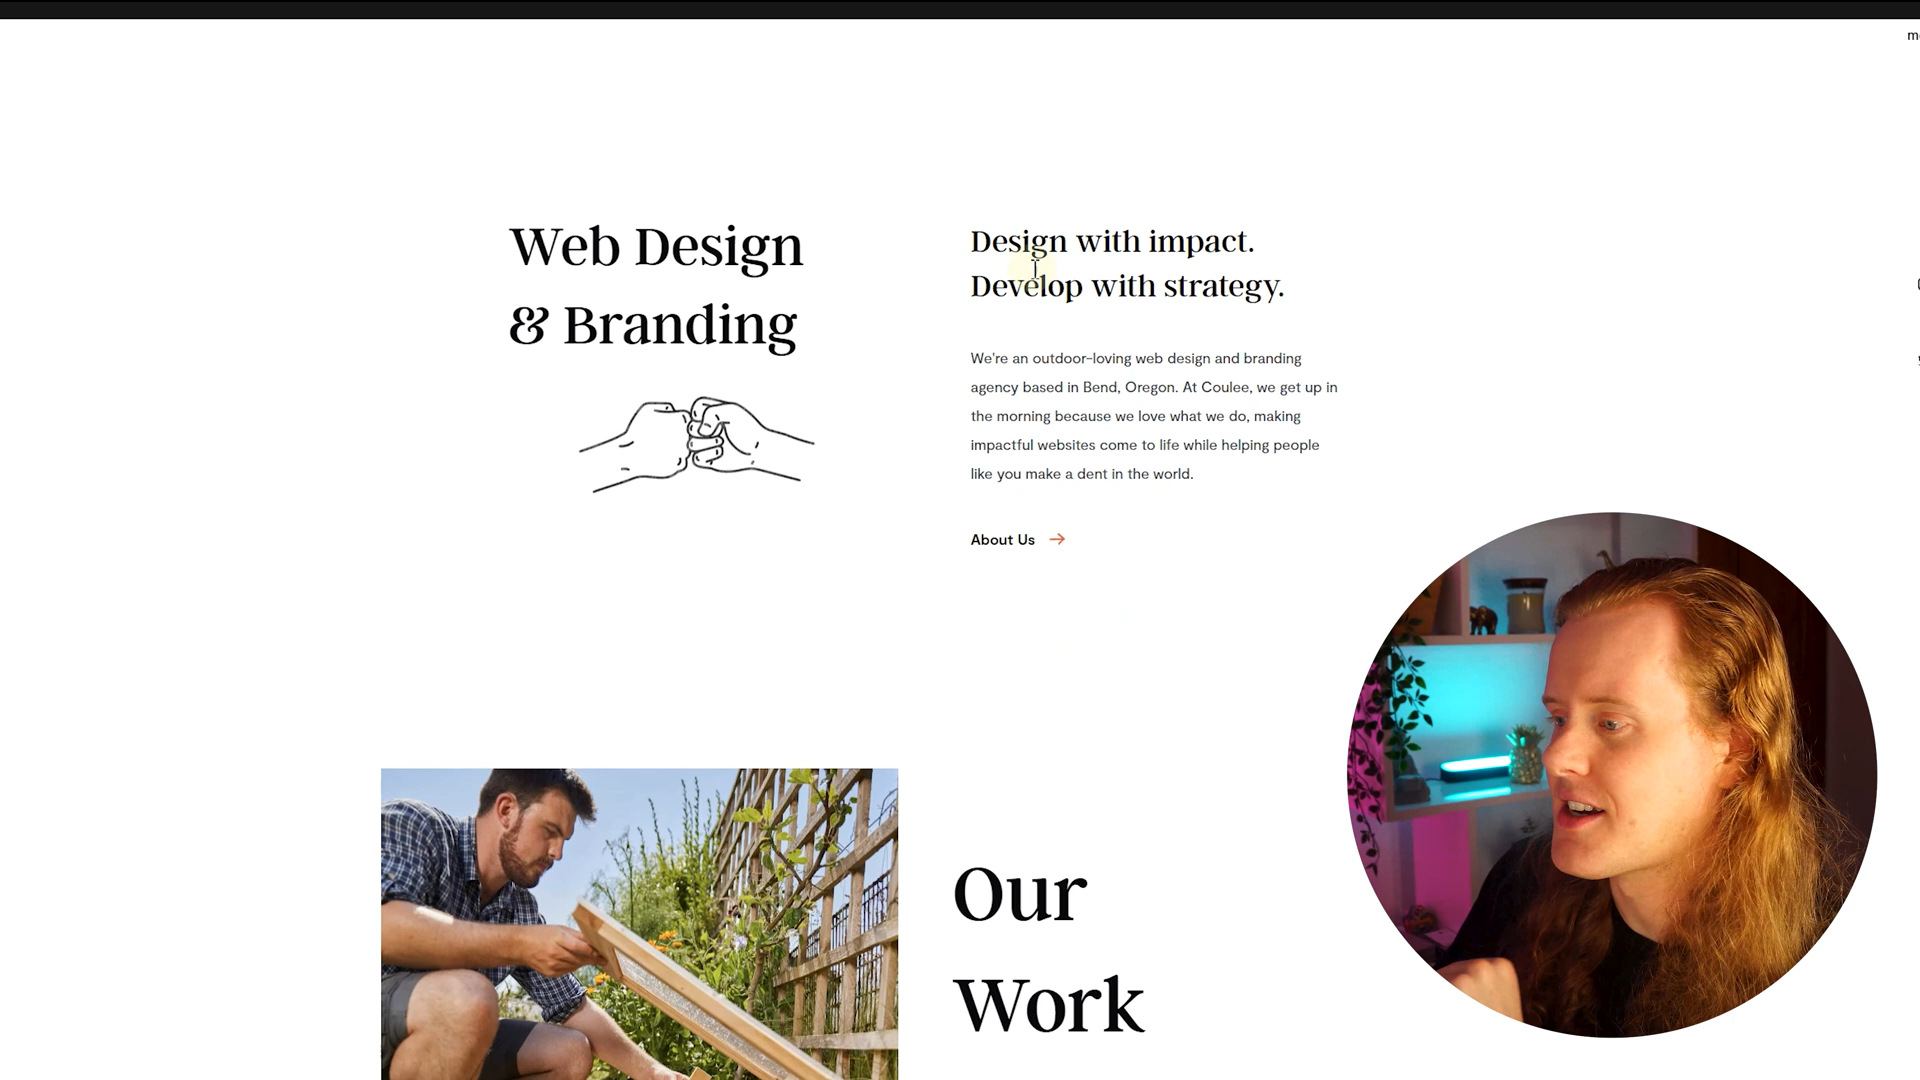 Web Design
& Branding
Design with impact.
Develop with strategy.
We're an outdoor-loving web design and branding
agency based in Bend, Oregon. At Coulee, we get up in
the morning because we love what we do, making
impactful websites come to life while helping people
like you make a dent in the world.
About Us
Our
Work